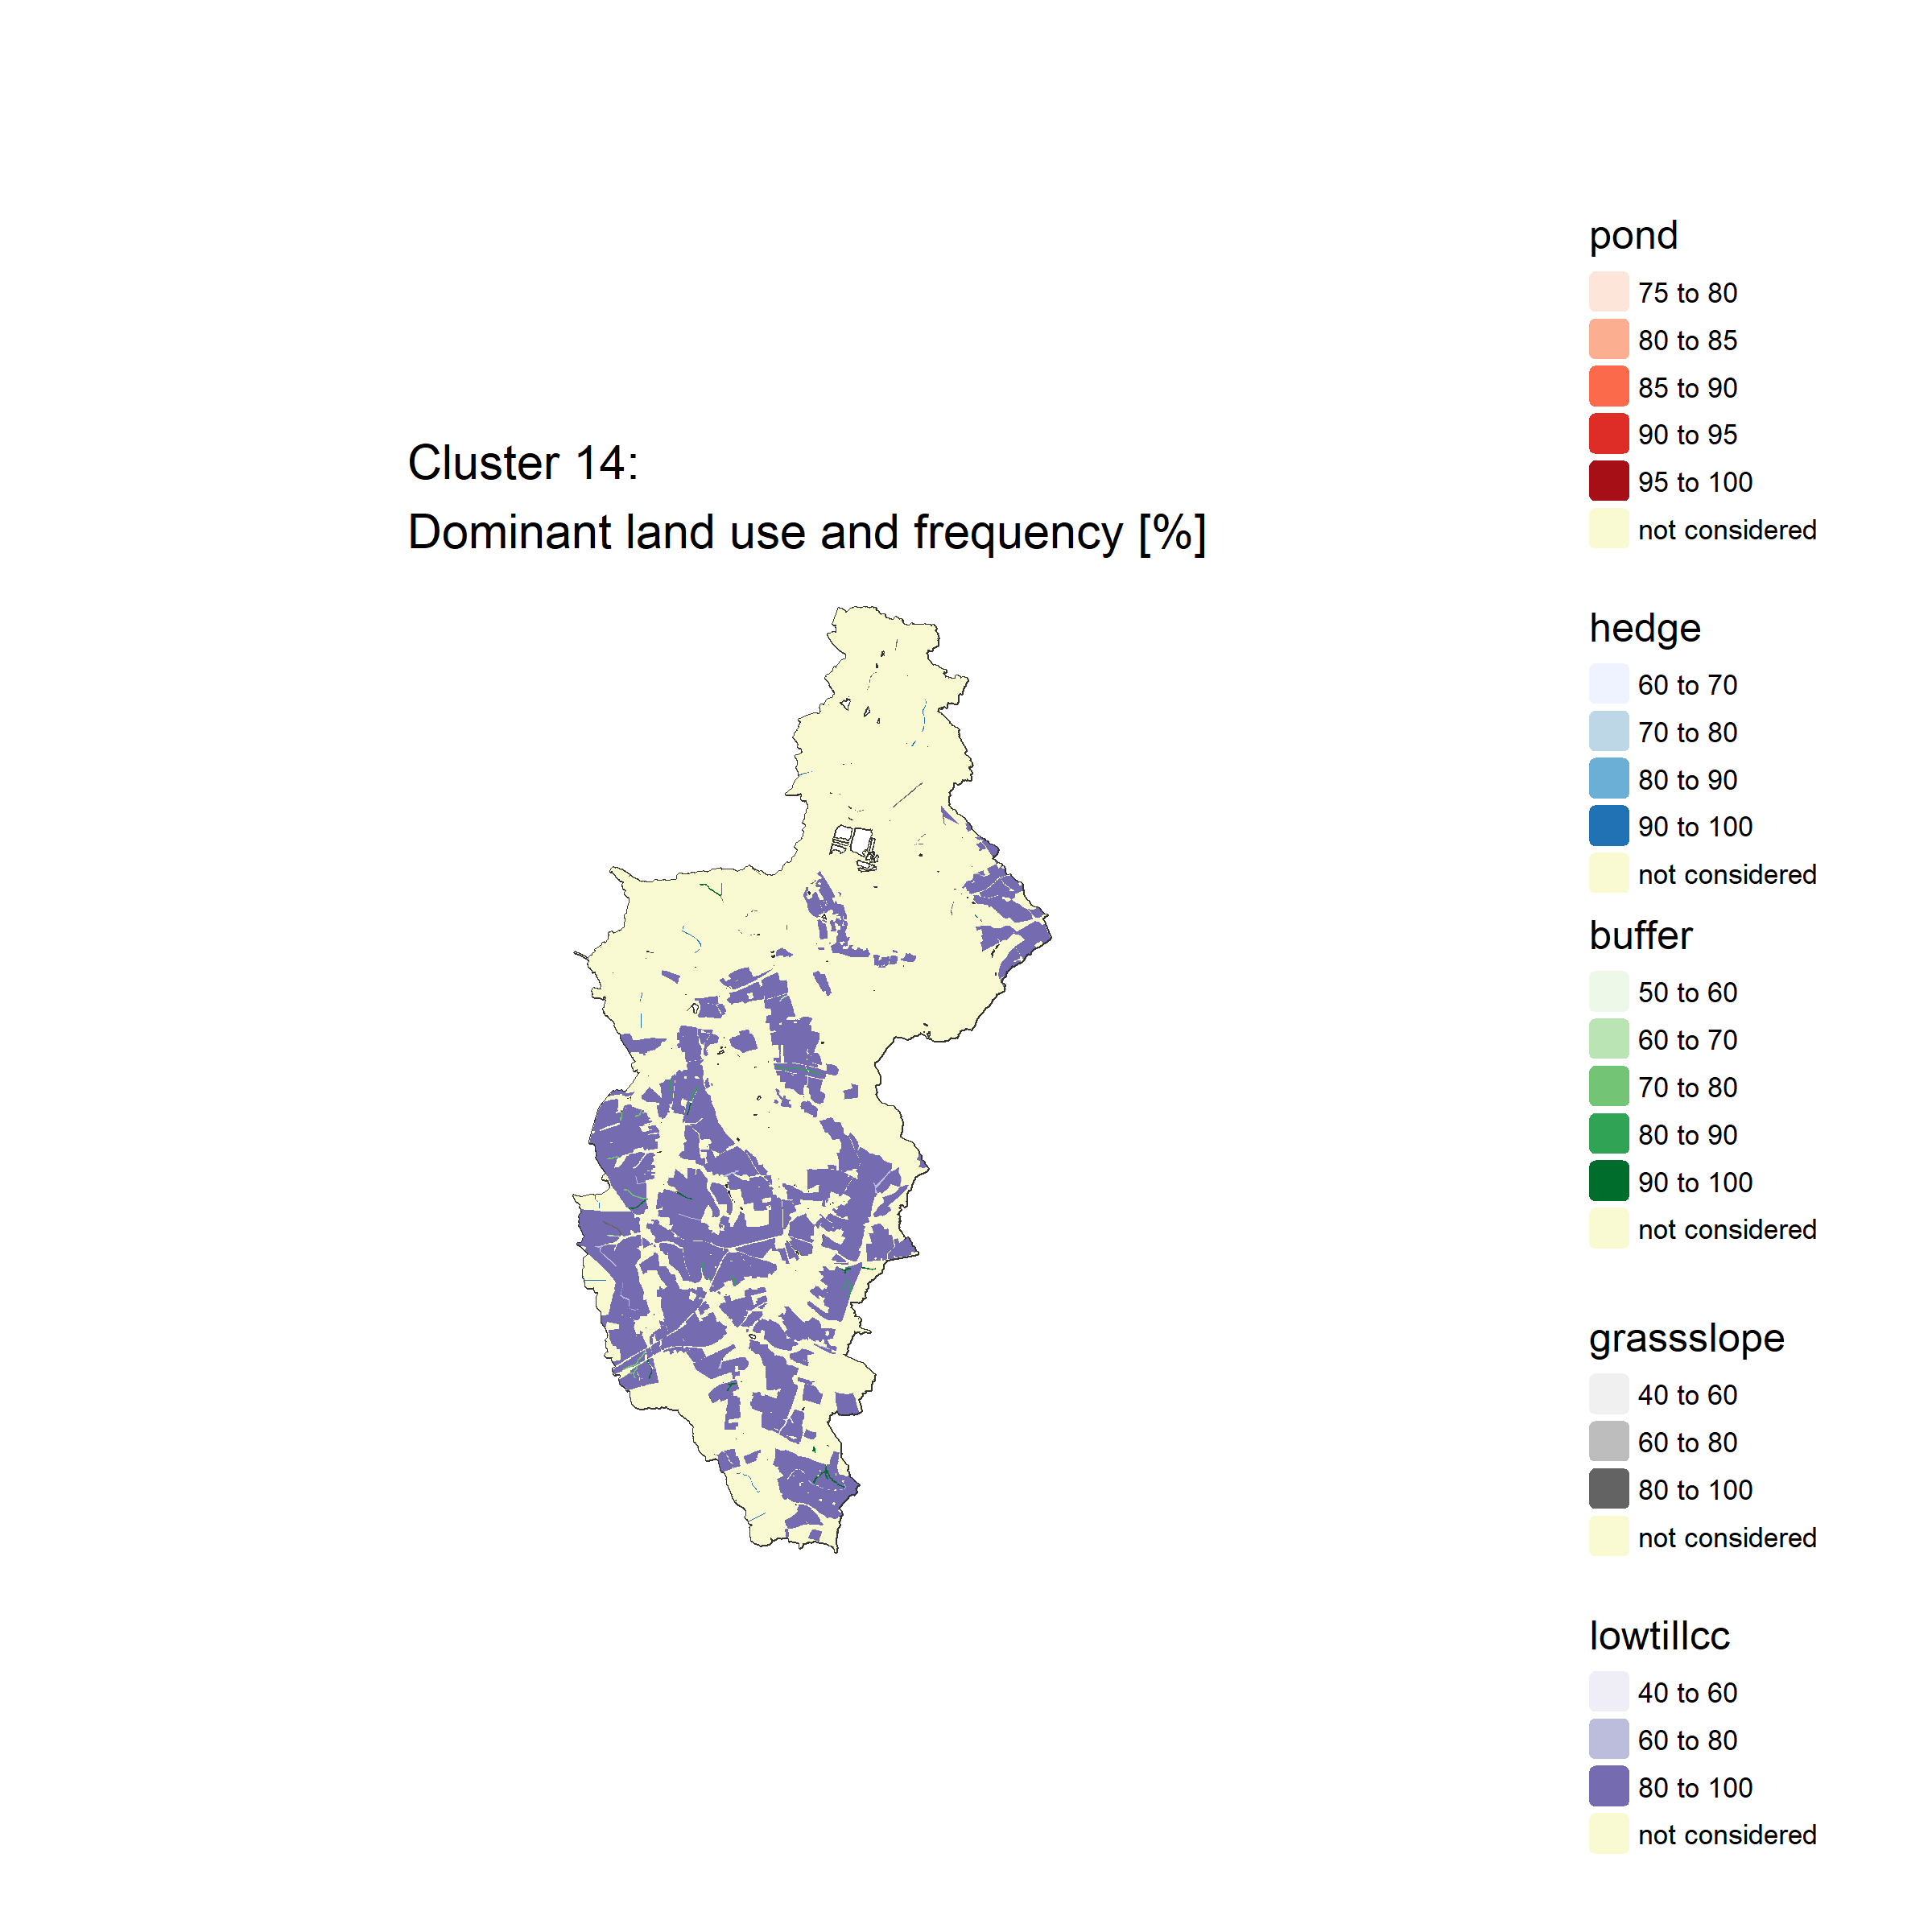 Cluster 14:
Dominant land use and frequency [%]
pond
75 to 80
80 to 85
85 to 90
90 to 95
95 to 100
not considered
hedge
60 to 70
70 to 80
80 to 90
90 to 100
not considered
buffer
50 to 60
60 to 70
70 to 80
80 to 90
90 to 100
not considered
grassslope
40 to 60
60 to 80
80 to 100
not considered
lowtillcc
40 to 60
60 to 80
80 to 100
not considered